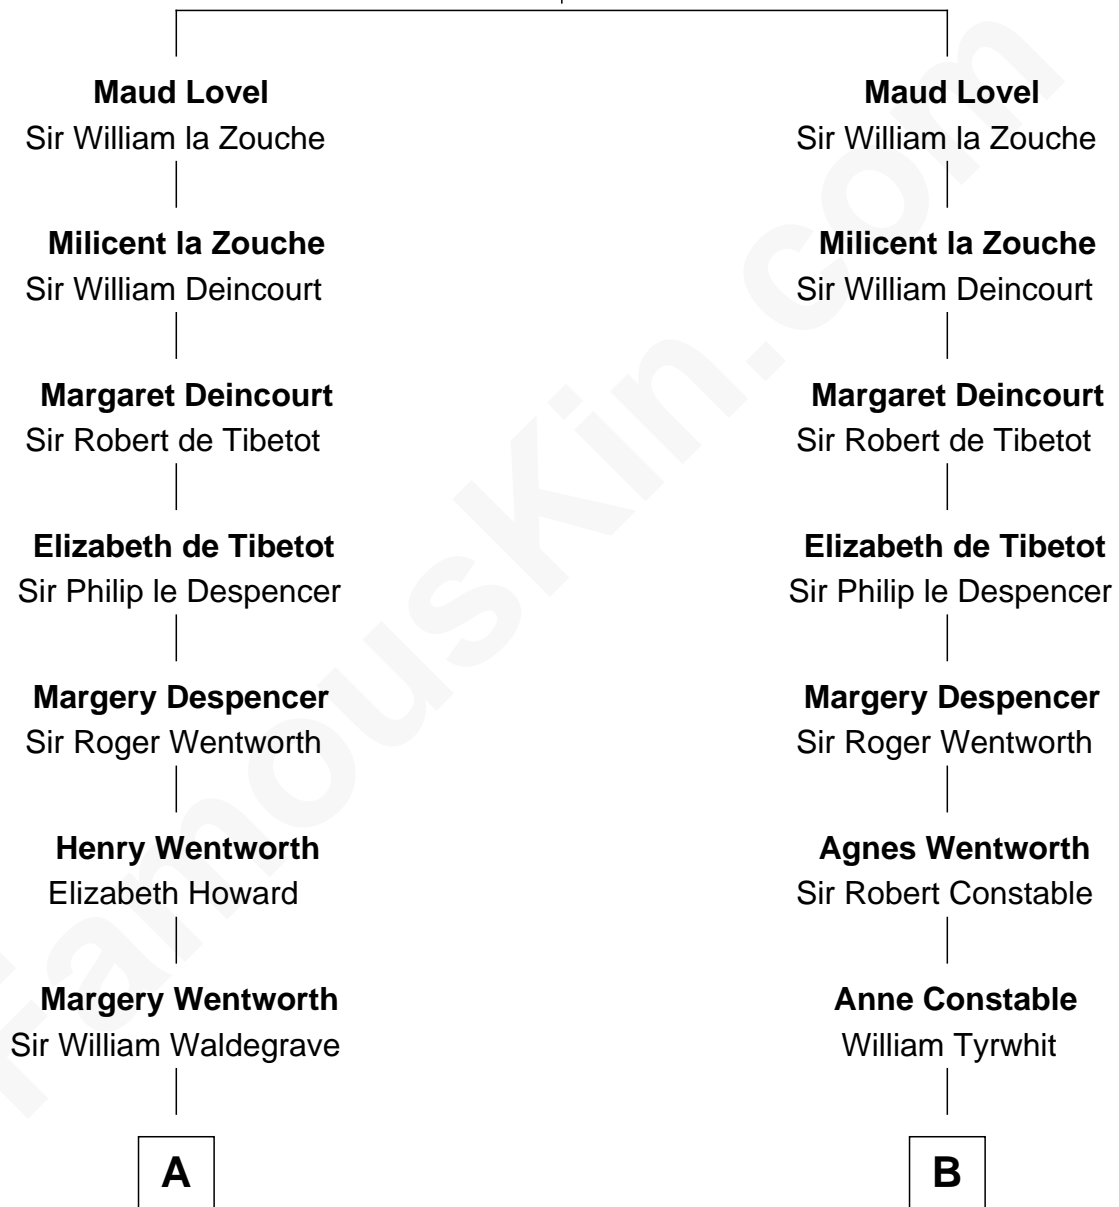 Maud Lovel
Sir William la Zouche
Milicent la Zouche
Sir William Deincourt
Margaret Deincourt
Sir Robert de Tibetot
Elizabeth de Tibetot
Sir Philip le Despencer
Margery Despencer
Sir Roger Wentworth
Henry Wentworth
Elizabeth Howard
Margery Wentworth
Sir William Waldegrave
A
Maud Lovel
Sir William la Zouche
Milicent la Zouche
Sir William Deincourt
Margaret Deincourt
Sir Robert de Tibetot
Elizabeth de Tibetot
Sir Philip le Despencer
Margery Despencer
Sir Roger Wentworth
Agnes Wentworth
Sir Robert Constable
Anne Constable
William Tyrwhit
B
FamousKin.com